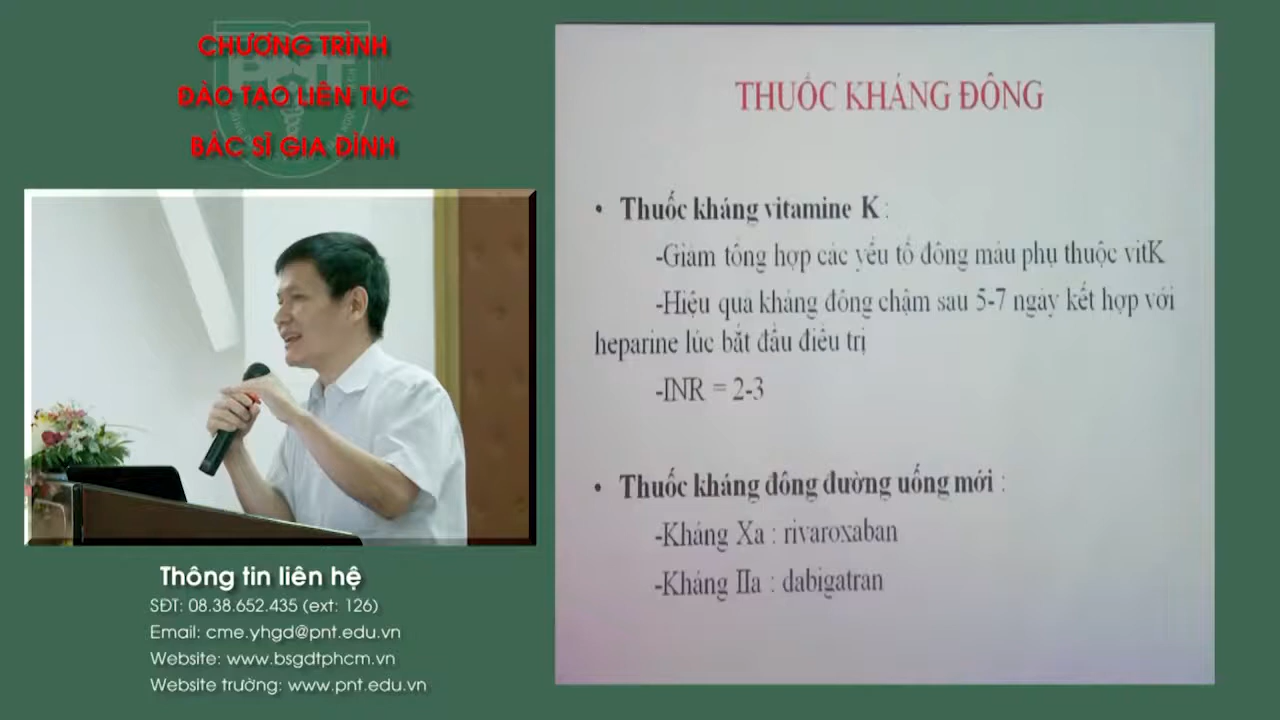 CHƯƠNG TRÌNH
ĐÀO TẠO LIÊN TỤC
BÁC SĨ GIA ĐÌNH
PNT
Thông tin liên hệ
SĐT: 08.38.652.435 (ext: 126)
Email: cme.yhgd@pnt.edu.vn
Website: www.bsgdtphcm.vn
Website trường: www.pnt.edu.vn
THUỐC KHÁNG ĐÔNG
• Thuốc kháng vitamine K :
-Giảm tông hợp các yếu tố đông máu phụ thuộc vitK
-Hiệu quả kháng đông chậm sau 5-7 ngày kết hợp với
heparine lúc bắt đầu điều trị
-INR = 2-3
• Thuốc kháng đông đường uống mới :
-Kháng Xa : rivaroxaban
-Kháng IIa : dabigatran